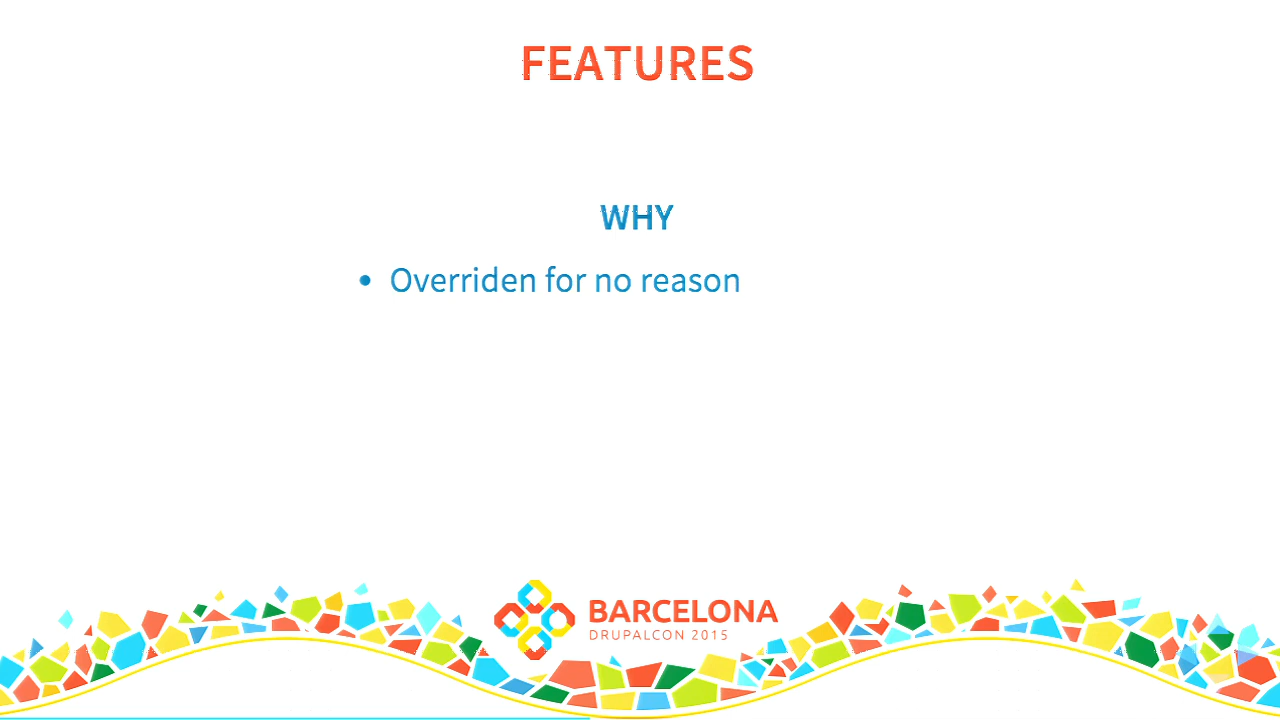 FEATURES
WHY
• Overriden for no reason
BARCELONA
DRUPALCON 2015